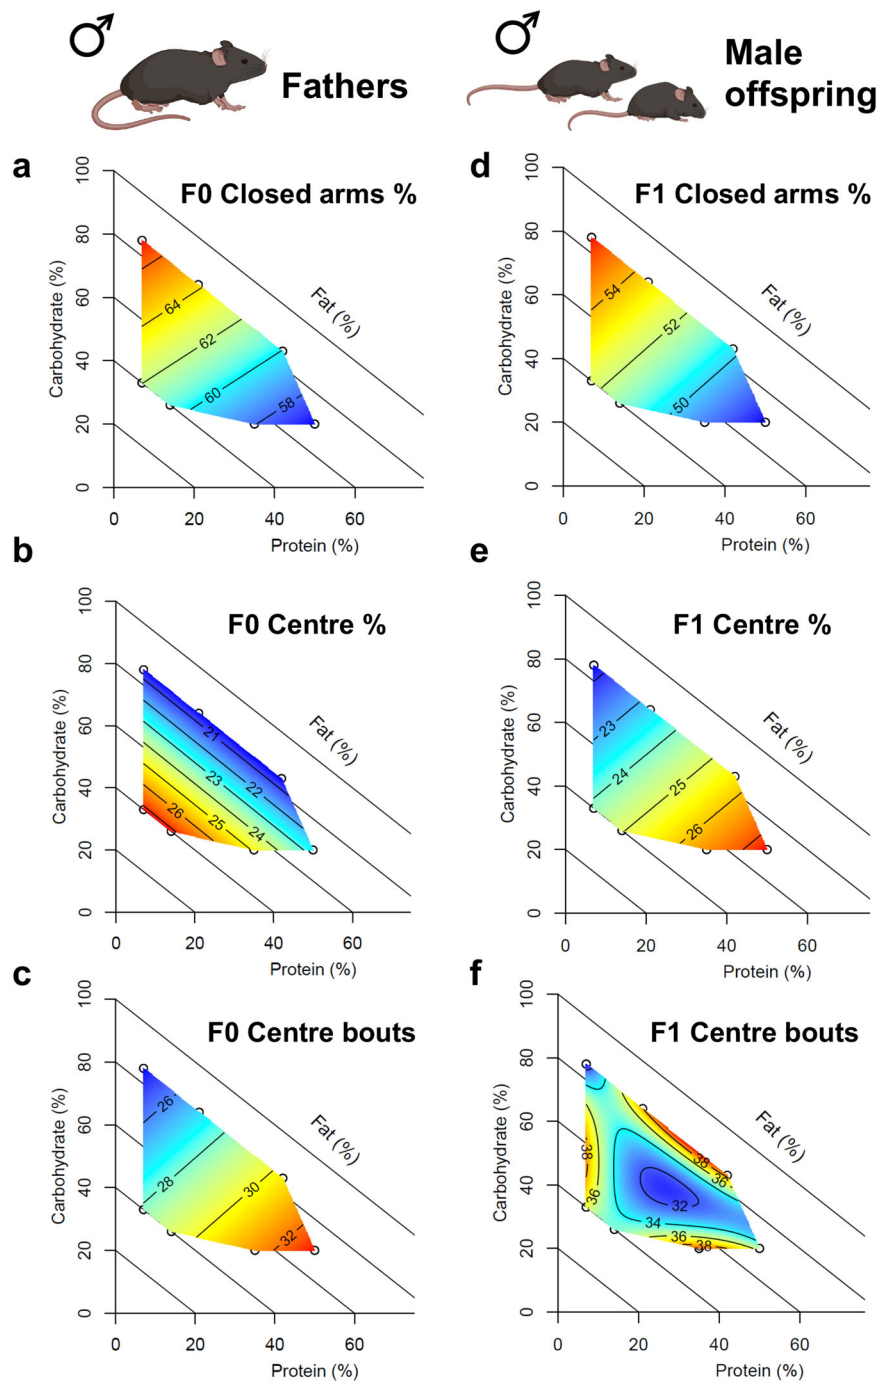 ♂ Fathers
♂ Male offspring
a
F0 Closed arms %
100
80
60
40
20
0
Carbohydrate (%)
Fat (%)
64
62
60
58
0 20 40 60
Protein (%)
d
F1 Closed arms %
100
80
60
40
20
0
Carbohydrate (%)
Fat (%)
54
52
50
0 20 40 60
Protein (%)
b
F0 Centre %
100
80
60
40
20
0
Carbohydrate (%)
Fat (%)
21
22
23
24
25
26
0 20 40 60
Protein (%)
e
F1 Centre %
100
80
60
40
20
0
Carbohydrate (%)
Fat (%)
23
24
25
26
0 20 40 60
Protein (%)
c
F0 Centre bouts
100
80
60
40
20
0
Carbohydrate (%)
Fat (%)
26
28
30
32
0 20 40 60
Protein (%)
f
F1 Centre bouts
100
80
60
40
20
0
Carbohydrate (%)
Fat (%)
38
36
38
36
32
34
36
38
0 20 40 60
Protein (%)